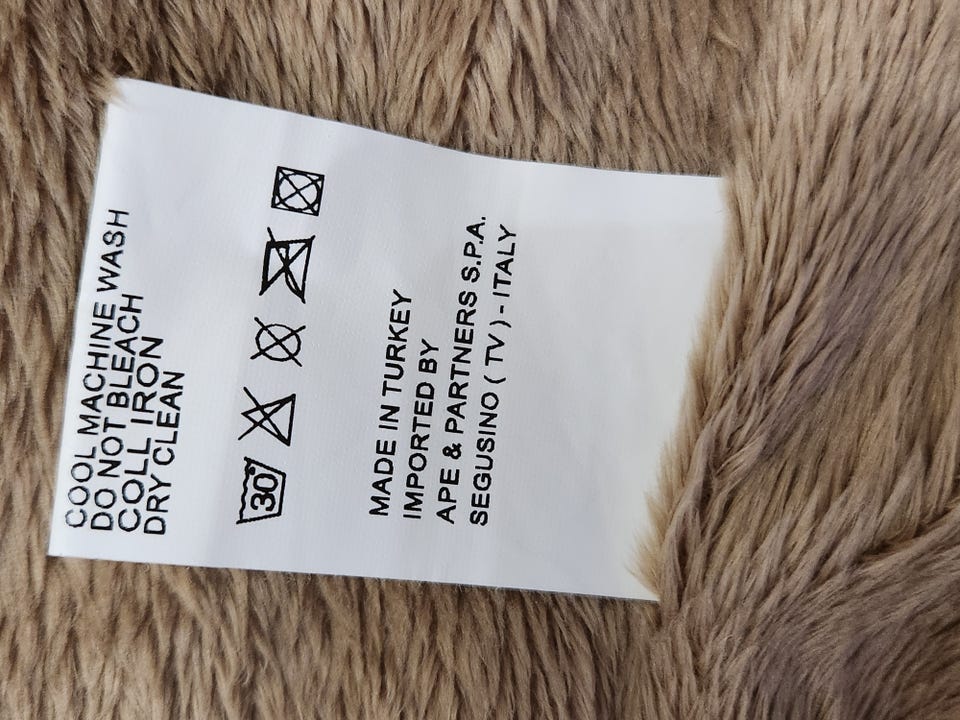 COOL MACHINE WASH
DO NOT BLEACH
COLL IRON
DRY CLEAN
30°
MADE IN TURKEY
IMPORTED BY
APE & PARTNERS S.P.A.
SEGUSINO ( TV ) - ITALY